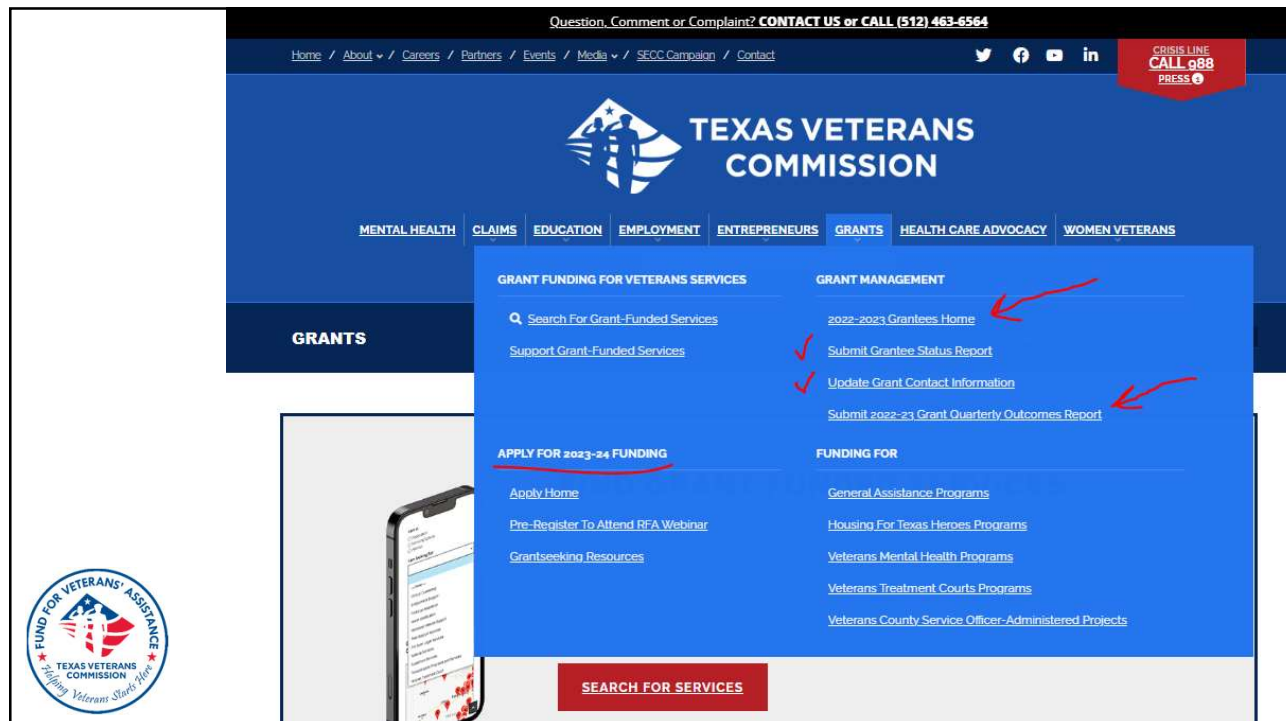 Question, Comment or Complaint? CONTACT US or CALL (512) 463-6564
Home / About / Careers / Partners / Events / Media / SECC Campaign / Contact
CRISIS LINE
CALL 988
PRESS 1
TEXAS VETERANS
COMMISSION
MENTAL HEALTH CLAIMS EDUCATION EMPLOYMENT ENTREPRENEURS GRANTS HEALTH CARE ADVOCACY WOMEN VETERANS
GRANTS
GRANT FUNDING FOR VETERANS SERVICES
Search For Grant-Funded Services
Support Grant-Funded Services
GRANT MANAGEMENT
2022-2023 Grantees Home
Submit Grantee Status Report
Update Grant Contact Information
Submit 2022-23 Grant Quarterly Outcomes Report
APPLY FOR 2023-24 FUNDING
Apply Home
Pre-Register To Attend RFA Webinar
Grantseeking Resources
FUNDING FOR
General Assistance Programs
Housing For Texas Heroes Programs
Veterans Mental Health Programs
Veterans Treatment Courts Programs
Veterans County Service Officer-Administered Projects
SEARCH FOR SERVICES
FUND FOR VETERANS' ASSISTANCE
TEXAS VETERANS
COMMISSION
Helping Veterans Starts Here